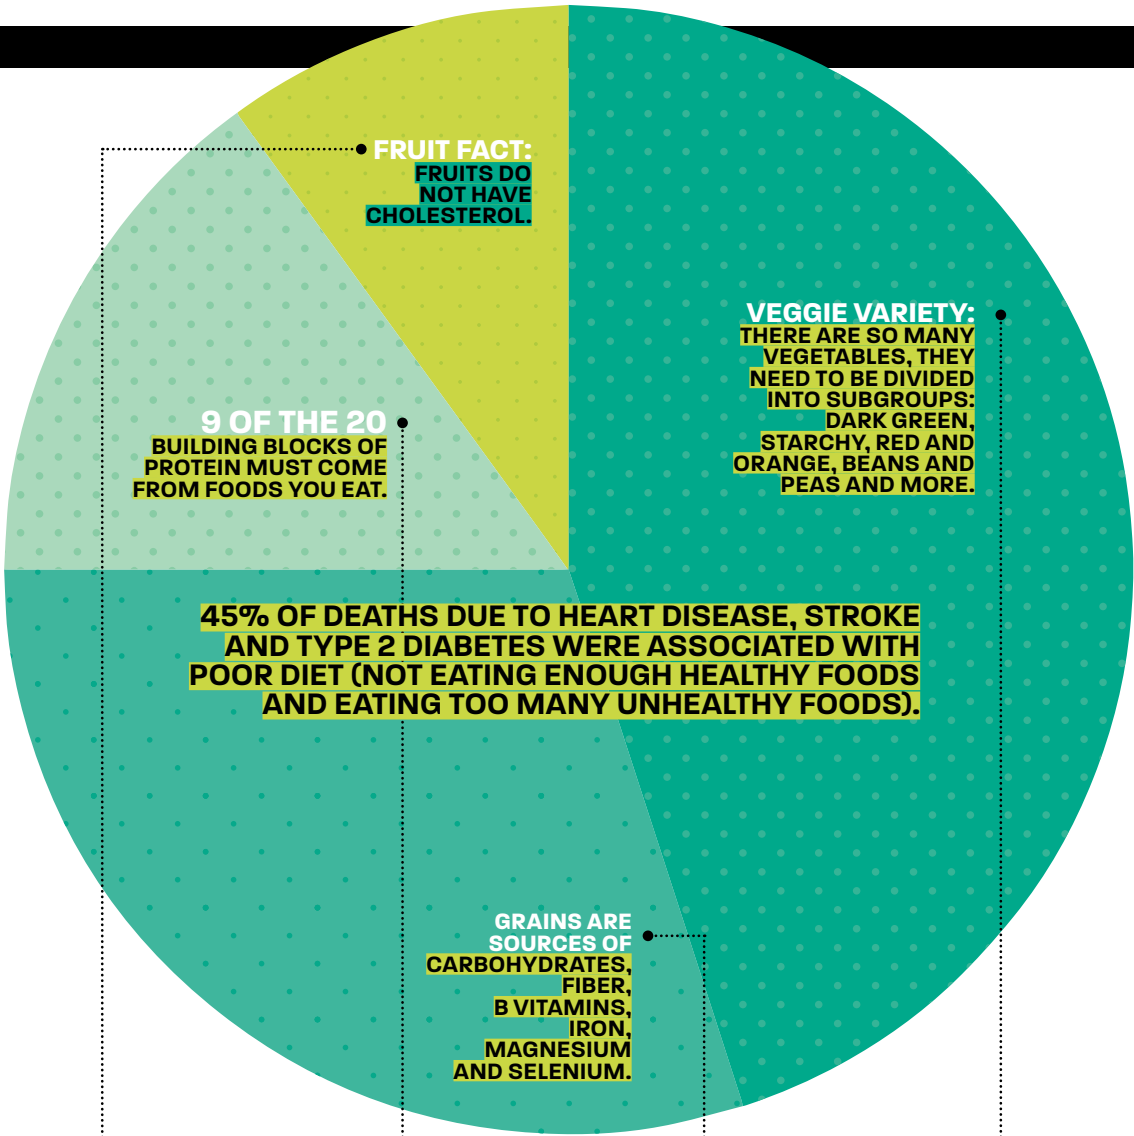 FRUIT FACT:
FRUITS DO
NOT HAVE
CHOLESTEROL.
VEGGIE VARIETY:
THERE ARE SO MANY
VEGETABLES, THEY
NEED TO BE DIVIDED
INTO SUBGROUPS:
DARK GREEN,
STARCHY, RED AND
ORANGE, BEANS AND
PEAS AND MORE.
9 OF THE 20
BUILDING BLOCKS OF
PROTEIN MUST COME
FROM FOODS YOU EAT.
45% OF DEATHS DUE TO HEART DISEASE, STROKE
AND TYPE 2 DIABETES WERE ASSOCIATED WITH
POOR DIET (NOT EATING ENOUGH HEALTHY FOODS
AND EATING TOO MANY UNHEALTHY FOODS).
GRAINS ARE
SOURCES OF
CARBOHYDRATES,
FIBER,
B VITAMINS,
IRON,
MAGNESIUM
AND SELENIUM.